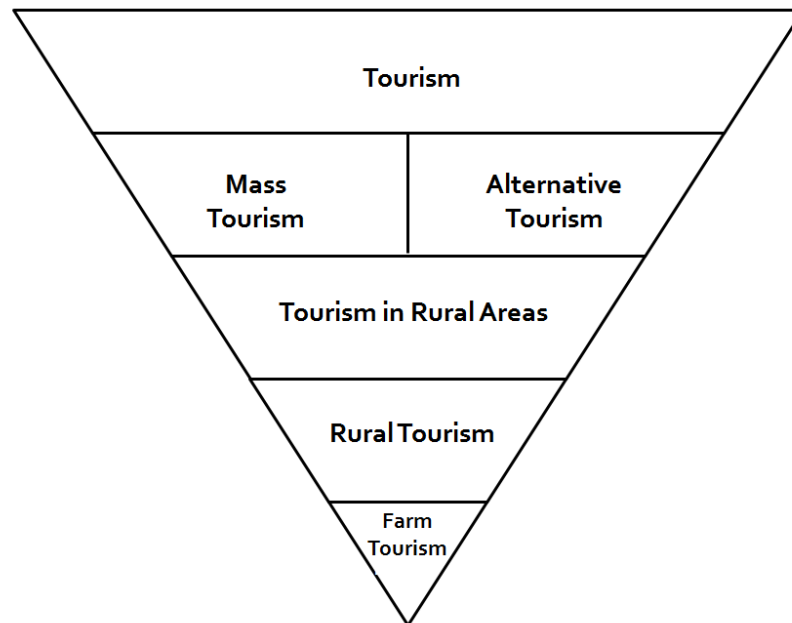 Tourism
Mass
Tourism
Alternative
Tourism
Tourism in Rural Areas
Rural Tourism
Farm
Tourism